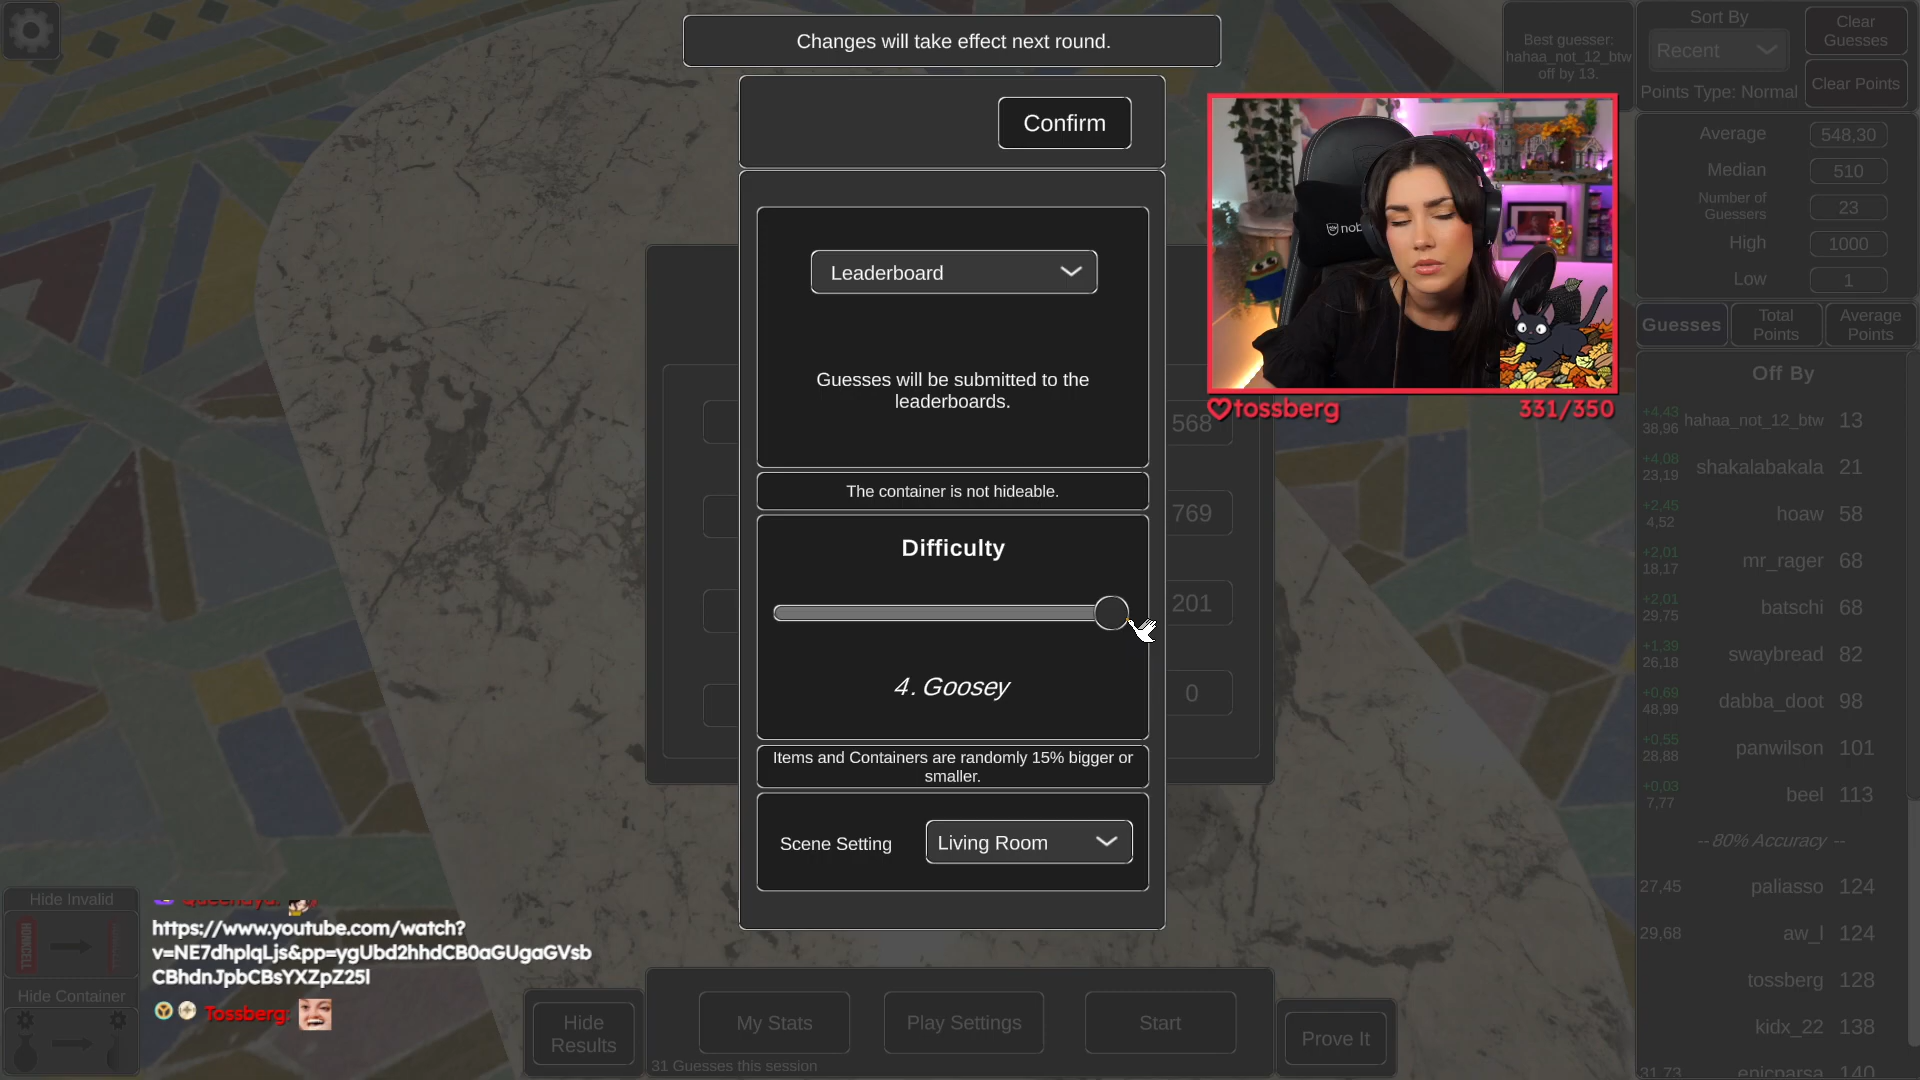 Changes will take effect next round.
Confirm
Leaderboard
Guesses will be submitted to the
leaderboards.
The container is not hideable.
Difficulty
4. Goosey
Items and Containers are randomly 15% bigger or
smaller.
Scene Setting
Living Room
568
769
201
0
Hide
Results
My Stats
Play Settings
Start
Prove It
31 Guesses this session
Hide Invalid
Hide Container
https://www.youtube.com/watch?
v=NE7dhplqLjs&pp=ygUbd2hhdCB0aGUgaGVsb
CBhdnJpbCBsYXZpZ25l
Tossberg:
tossberg
331/350
Best guesser:
hahaa_not_12_btw
off by 13.
Sort By
Recent
Clear
Guesses
Points Type: Normal
Clear Points
Average 548,30
Median 510
Number of
Guessers
23
High 1000
Low 1
Guesses
Total
Points
Average
Points
Off By
+4,43
38,96
hahaa_not_12_btw 13
+4,08
23,19
shakalabakala 21
+2,45
4,52
hoaw 58
+2,01
18,17
mr_rager 68
+2,01
29,75
batschi 68
+1,39
26,18
swaybread 82
+0,69
48,99
dabba_doot 98
+0,55
28,88
panwilson 101
+0,03
7,77
beel 113
-- 80% Accuracy --
27,45 paliasso 124
29,68 aw_l 124
tossberg 128
kidx_22 138
31,73 epicparsa 140